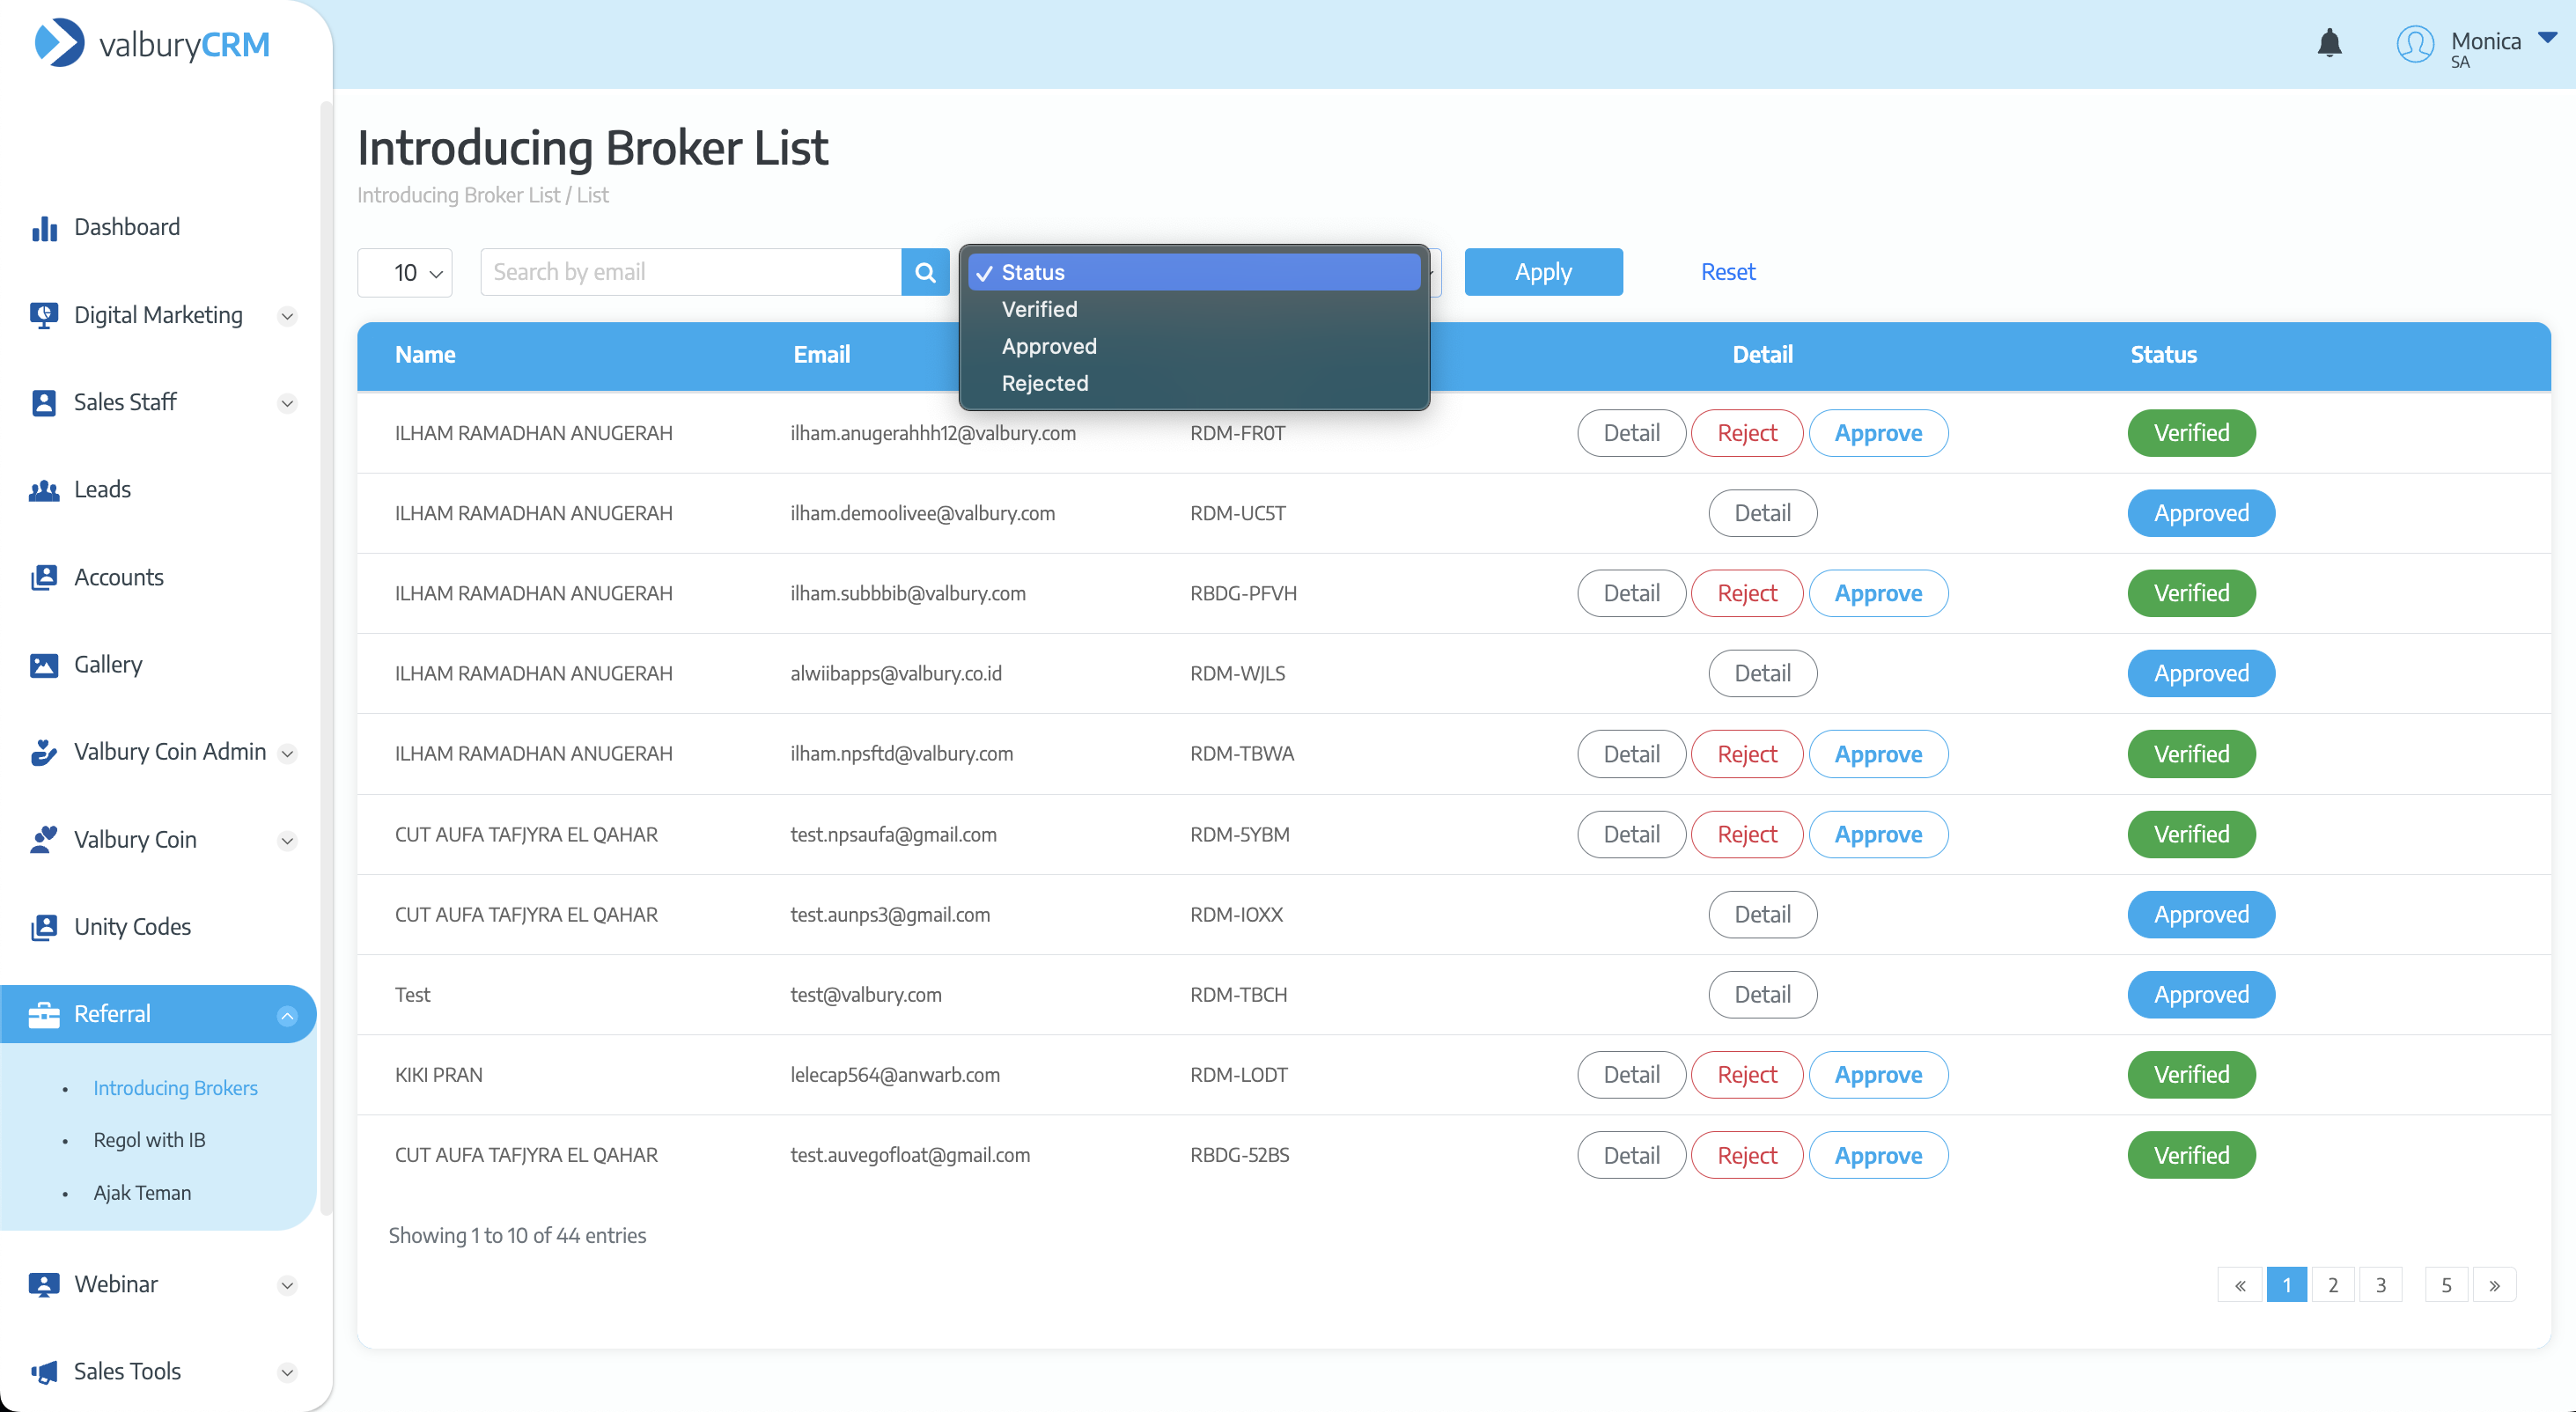 valburyCRM
Monica
SA
Dashboard
Digital Marketing
Sales Staff
Leads
Accounts
Gallery
Valbury Coin Admin
Valbury Coin
Unity Codes
Referral
Introducing Brokers
Regol with IB
Ajak Teman
Webinar
Sales Tools
Introducing Broker List
Introducing Broker List / List
10 Search by email Apply Reset
Status
Verified
Approved
Rejected
Name Email Detail Status
ILHAM RAMADHAN ANUGERAH ilham.anugerahhh12@valbury.com RDM-FR0T Detail Reject Approve Verified
ILHAM RAMADHAN ANUGERAH ilham.demoolivee@valbury.com RDM-UC5T Detail Approved
ILHAM RAMADHAN ANUGERAH ilham.subbbib@valbury.com RBDG-PFVH Detail Reject Approve Verified
ILHAM RAMADHAN ANUGERAH alwiibapps@valbury.co.id RDM-WJLS Detail Approved
ILHAM RAMADHAN ANUGERAH ilham.npsftd@valbury.com RDM-TBWA Detail Reject Approve Verified
CUT AUFA TAFJYRA EL QAHAR test.npsaufa@gmail.com RDM-5YBM Detail Reject Approve Verified
CUT AUFA TAFJYRA EL QAHAR test.aunps3@gmail.com RDM-IOXX Detail Approved
Test test@valbury.com RDM-TBCH Detail Approved
KIKI PRAN lelecap564@anwarb.com RDM-LODT Detail Reject Approve Verified
CUT AUFA TAFJYRA EL QAHAR test.auvegofloat@gmail.com RBDG-52BS Detail Reject Approve Verified
Showing 1 to 10 of 44 entries
« 1 2 3 5 »